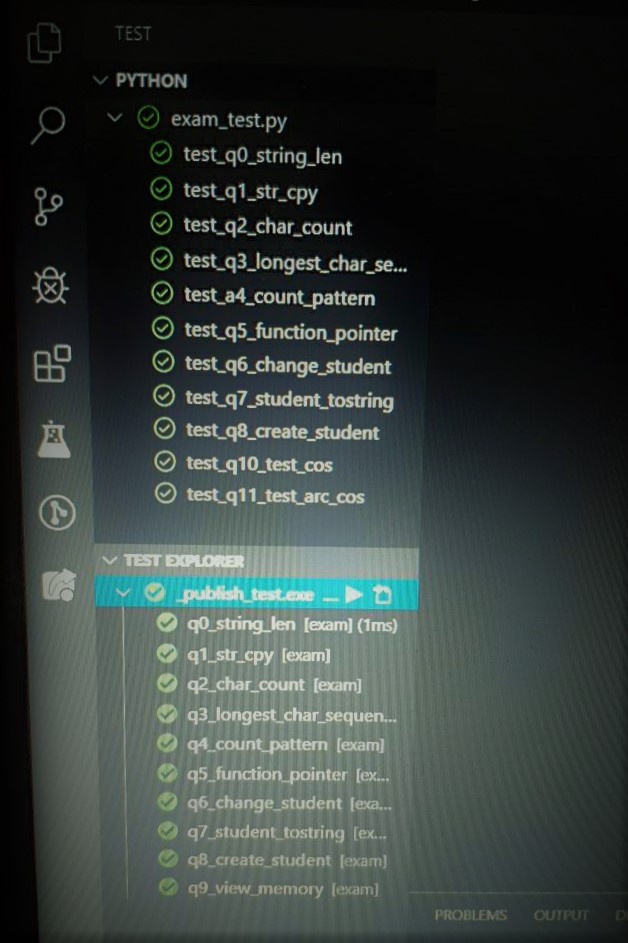 TEST
PYTHON
exam_test.py
test_q0_string_len
test_q1_str_cpy
test_q2_char_count
test_q3_longest_char_se...
test_a4_count_pattern
test_q5_function_pointer
test_q6_change_student
test_q7_student_tostring
test_q8_create_student
test_q10_test_cos
test_q11_test_arc_cos
TEST EXPLORER
_publish_test.exe ...
q0_string_len [exam] (1ms)
q1_str_cpy [exam]
q2_char_count [exam]
q3_longest_char_sequen...
q4_count_pattern [exam]
q5_function_pointer [ex...
q6_change_student [exa...
q7_student_tostring [ex...
q8_create_student [exam]
q9_view_memory [exam]
PROBLEMS OUTPUT D